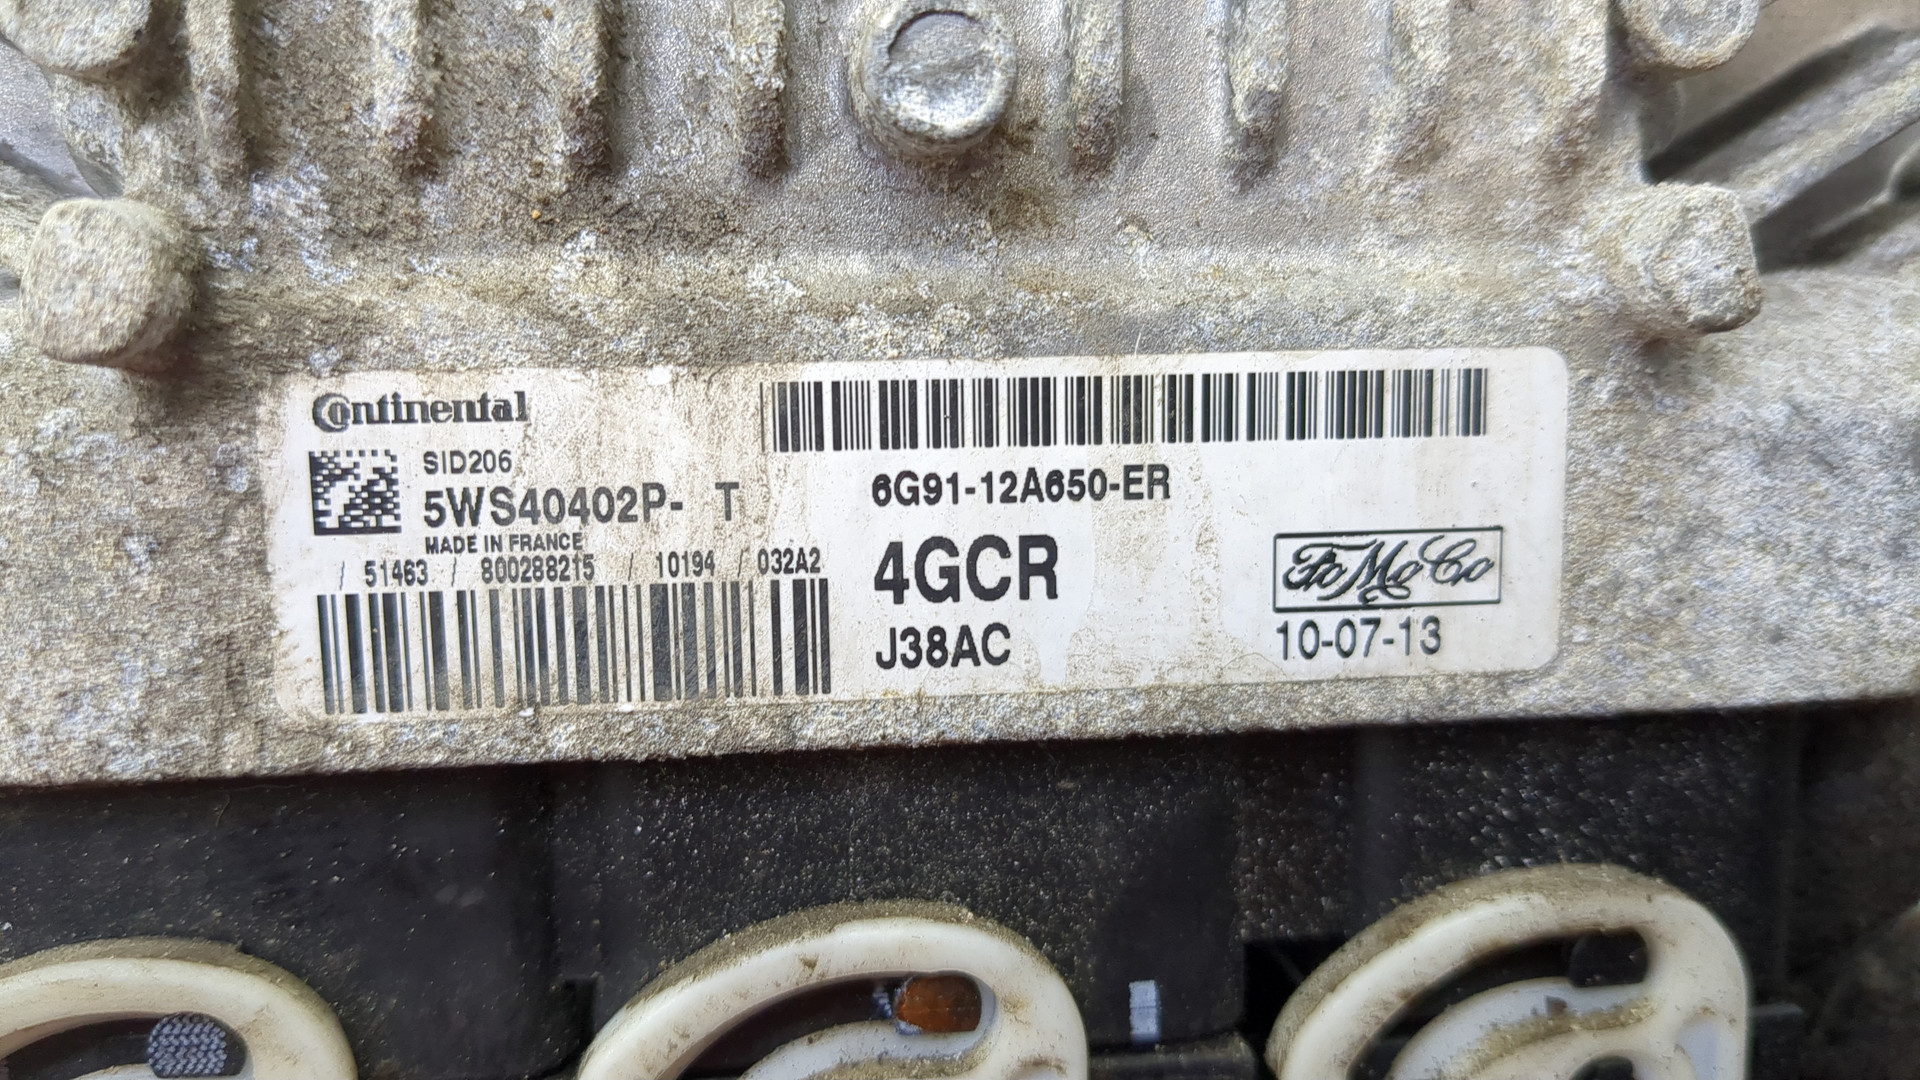 Continental
SID206
5WS40402P- T
MADE IN FRANCE
/ 51463 / 800288215 / 10194 / 032A2
6G91-12A650-ER
4GCR
J38AC
FoMoCo
10-07-13